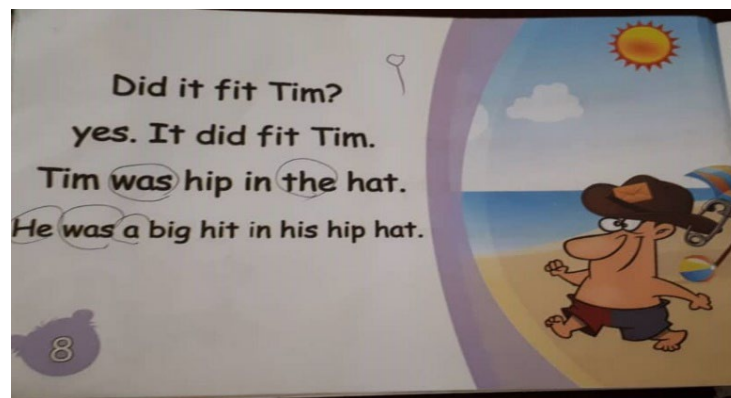 Did it fit Tim?
yes. It did fit Tim.
Tim was hip in the hat.
He was a big hit in his hip hat.
8